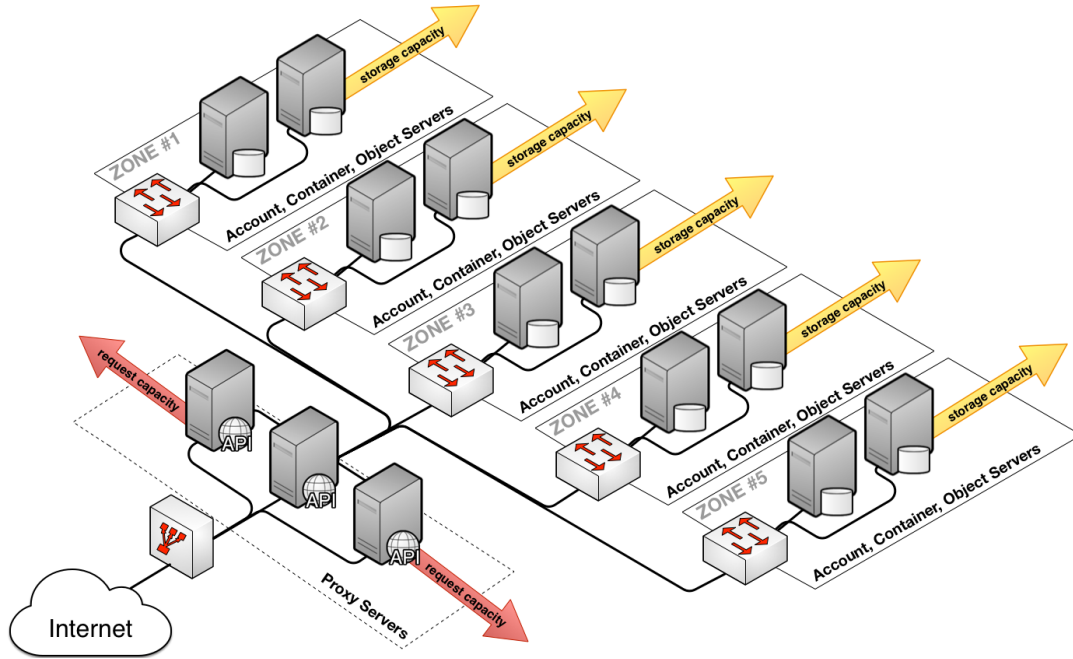 storage capacity
ZONE #1
Account, Container, Object Servers
storage capacity
ZONE #2
Account, Container, Object Servers
storage capacity
ZONE #3
Account, Container, Object Servers
storage capacity
ZONE #4
Account, Container, Object Servers
storage capacity
ZONE #5
Account, Container, Object Servers
request capacity
API
API
API
request capacity
Proxy Servers
Internet